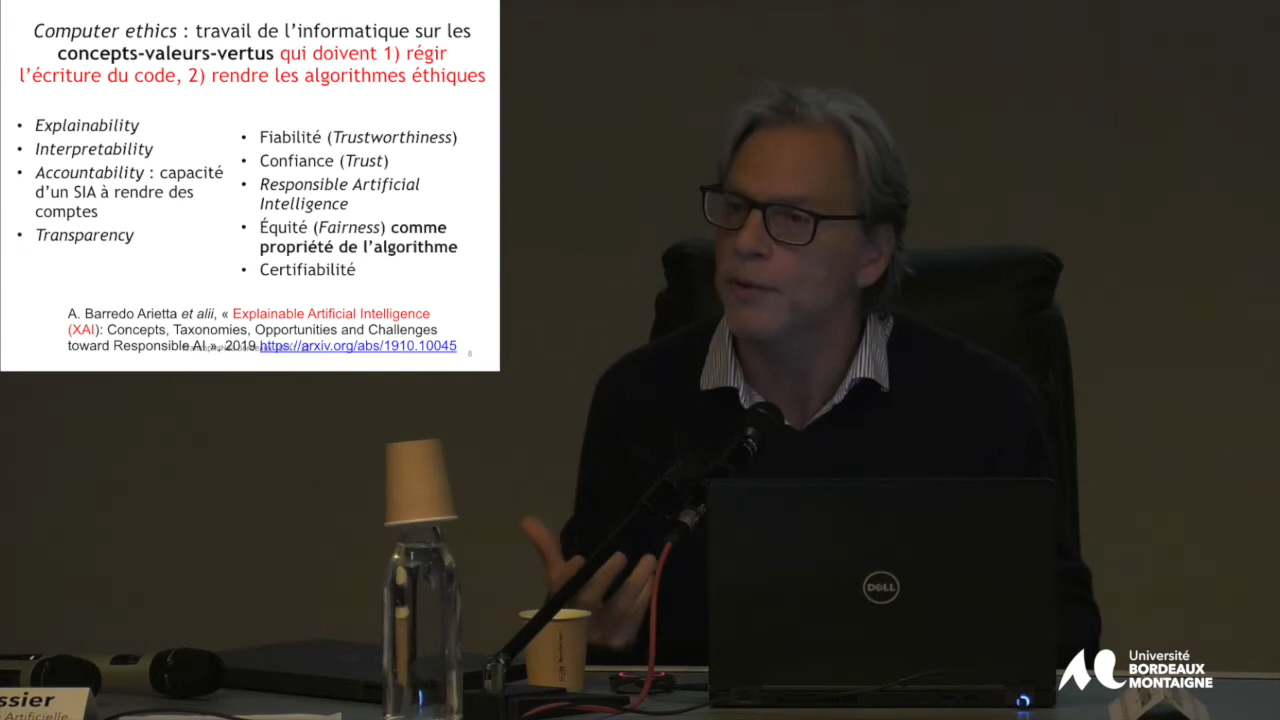 Computer ethics : travail de l'informatique sur les
concepts-valeurs-vertus qui doivent 1) régir
l'écriture du code, 2) rendre les algorithmes éthiques
• Explainability
• Interpretability
• Accountability : capacité
d'un SIA à rendre des
comptes
• Transparency
• Fiabilité (Trustworthiness)
• Confiance (Trust)
• Responsible Artificial
Intelligence
• Équité (Fairness) comme
propriété de l'algorithme
• Certifiabilité
A. Barredo Arietta et alii, « Explainable Artificial Intelligence
(XAI): Concepts, Taxonomies, Opportunities and Challenges
toward Responsible AI », 2019 https://arxiv.org/abs/1910.10045
8
DELL
ssier
Artificielle
Université
BORDEAUX
MONTAIGNE